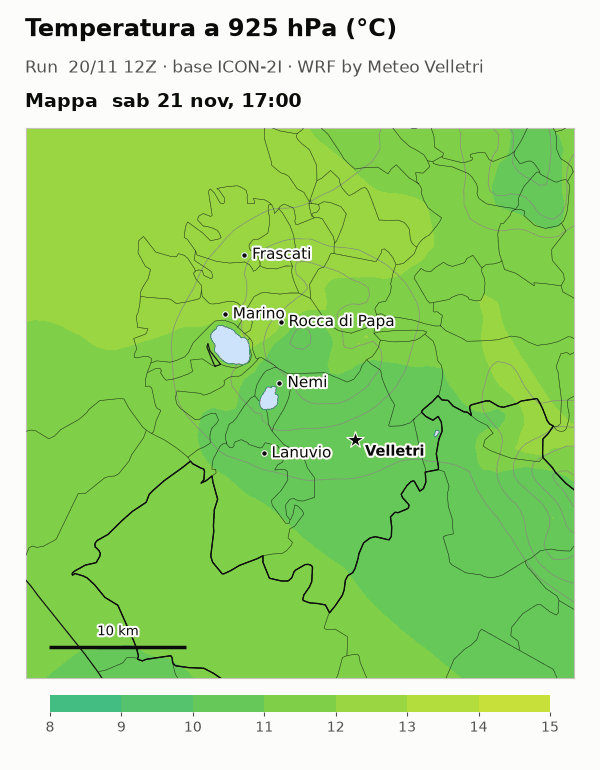 Temperatura a 925 hPa (°C)
Run  20/11 12Z · base ICON-2I · WRF by Meteo Velletri
Mappa  sab 21 nov, 17:00
Frascati
Marino
Rocca di Papa
Nemi
Velletri
Lanuvio
10 km
8 9 10 11 12 13 14 15